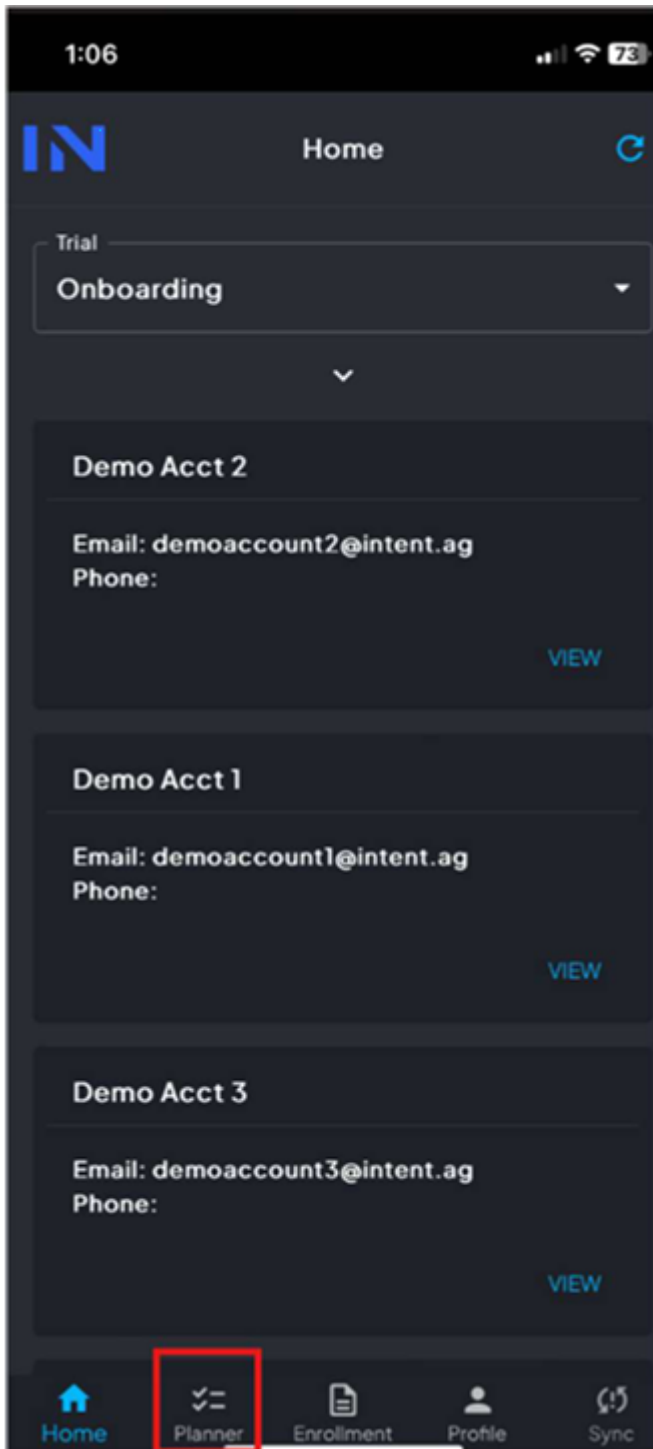 1:06
73
IN
Home
Trial
Onboarding
Demo Acct 2
Email: demoaccount2@intent.ag
Phone:
VIEW
Demo Acct 1
Email: demoaccount1@intent.ag
Phone:
VIEW
Demo Acct 3
Email: demoaccount3@intent.ag
Phone:
VIEW
Home Planner Enrollment Profile Sync